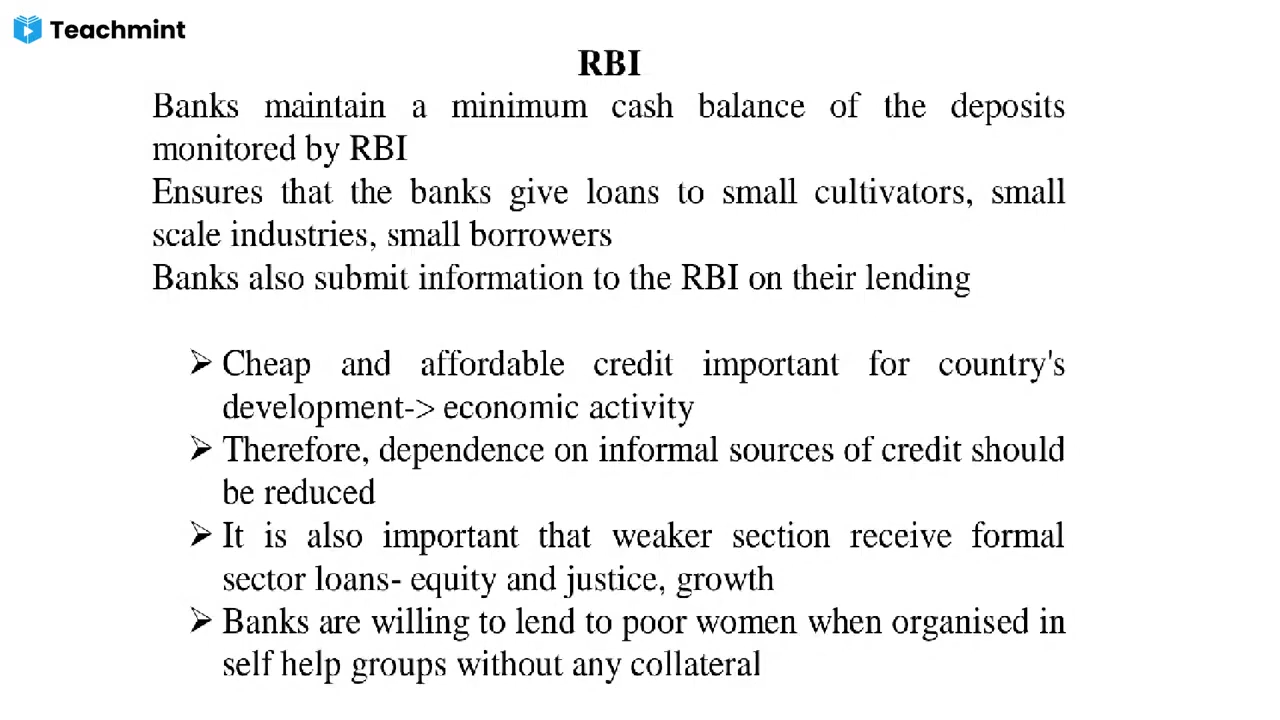 Teachmint
RBI
Banks maintain a minimum cash balance of the deposits
monitored by RBI
Ensures that the banks give loans to small cultivators, small
scale industries, small borrowers
Banks also submit information to the RBI on their lending
➢ Cheap and affordable credit important for country's
development-> economic activity
➢ Therefore, dependence on informal sources of credit should
be reduced
➢ It is also important that weaker section receive formal
sector loans- equity and justice, growth
➢ Banks are willing to lend to poor women when organised in
self help groups without any collateral